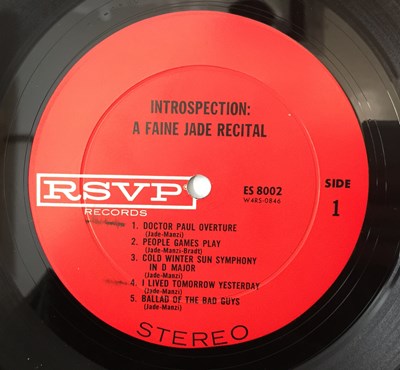 INTROSPECTION:
A FAINE JADE RECITAL
RSVP
RECORDS
ES 8002
W4RS-0846
SIDE
1
1. DOCTOR PAUL OVERTURE
(Jade-Manzi)
2. PEOPLE GAMES PLAY
(Jade-Manzi-Bradt)
3. COLD WINTER SUN SYMPHONY
IN D MAJOR
(Jade-Manzi)
4. I LIVED TOMORROW YESTERDAY
(Jade-Manzi)
5. BALLAD OF THE BAD GUYS
(Jade-Manzi)
STEREO